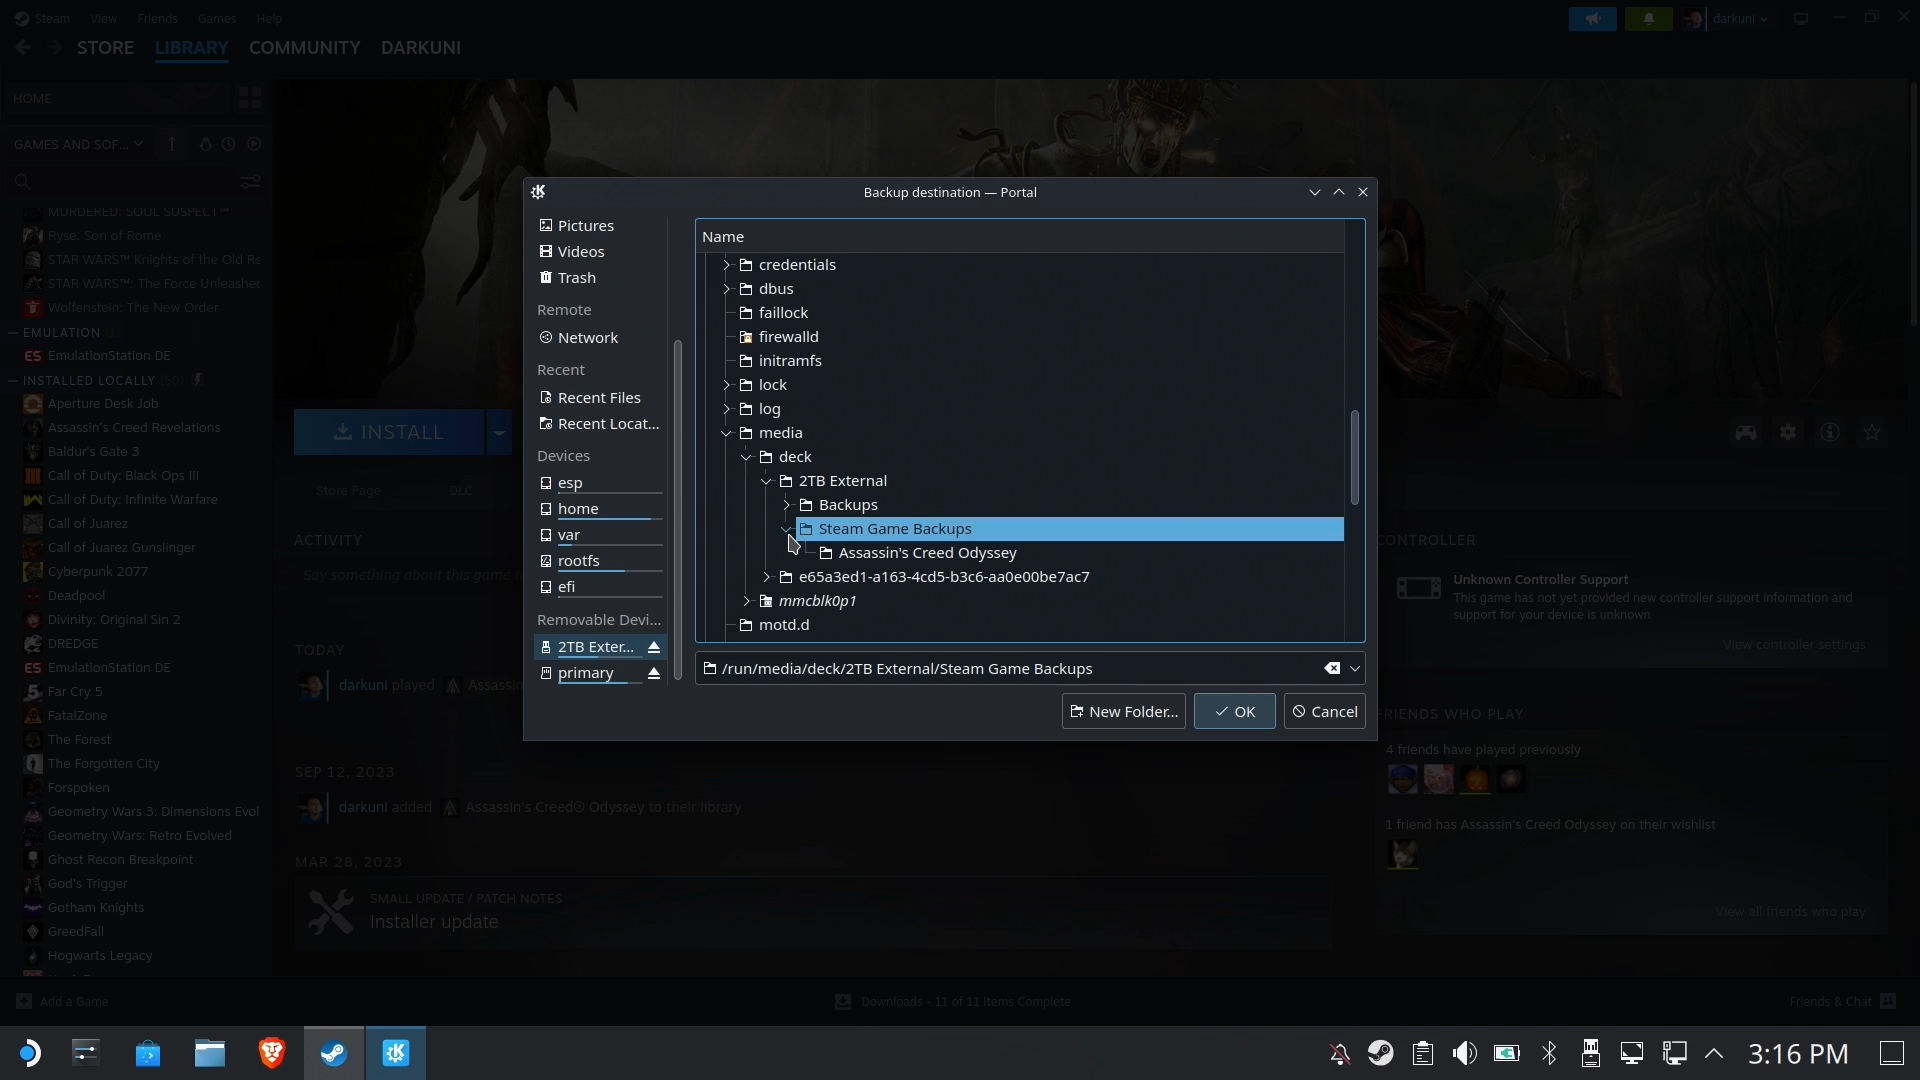 Steam View Friends Games Help darkuni
STORE LIBRARY COMMUNITY DARKUNI
HOME
GAMES AND SOF...
MURDERED: SOUL SUSPECT™
Ryse: Son of Rome
STAR WARS™ Knights of the Old Re
STAR WARS™: The Force Unleashed
Wolfenstein: The New Order
EMULATION
EmulationStation DE
INSTALLED LOCALLY (50)
Aperture Desk Job
Assassin's Creed Revelations
Baldur's Gate 3
Call of Duty: Black Ops III
Call of Duty: Infinite Warfare
Call of Juarez
Call of Juarez Gunslinger
Cyberpunk 2077
Deadpool
Divinity: Original Sin 2
DREDGE
EmulationStation DE
Far Cry 5
FatalZone
The Forest
The Forgotten City
Forspoken
Geometry Wars 3: Dimensions Evol
Geometry Wars: Retro Evolved
Ghost Recon Breakpoint
God's Trigger
Gotham Knights
GreedFall
Hogwarts Legacy
Add a Game
INSTALL
Store Page DLC
ACTIVITY
Say something about this game t
TODAY
darkuni played Assassin
SEP 12, 2023
darkuni added Assassin's Creed® Odyssey to their library
MAR 28, 2023
SMALL UPDATE / PATCH NOTES
Installer update
Downloads - 11 of 11 Items Complete
Backup destination — Portal
Pictures
Videos
Trash
Remote
Network
Recent
Recent Files
Recent Locat...
Devices
esp
home
var
rootfs
efi
Removable Devi...
2TB Exter...
primary
Name
credentials
dbus
faillock
firewalld
initramfs
lock
log
media
deck
2TB External
Backups
Steam Game Backups
Assassin's Creed Odyssey
e65a3ed1-a163-4cd5-b3c6-aa0e00be7ac7
mmcblk0p1
motd.d
/run/media/deck/2TB External/Steam Game Backups
New Folder... OK Cancel
CONTROLLER
Unknown Controller Support
This game has not yet provided new controller support information and
support for your device is unknown
View controller settings
FRIENDS WHO PLAY
4 friends have played previously
1 friend has Assassin's Creed Odyssey on their wishlist
View all friends who play
Friends & Chat
3:16 PM